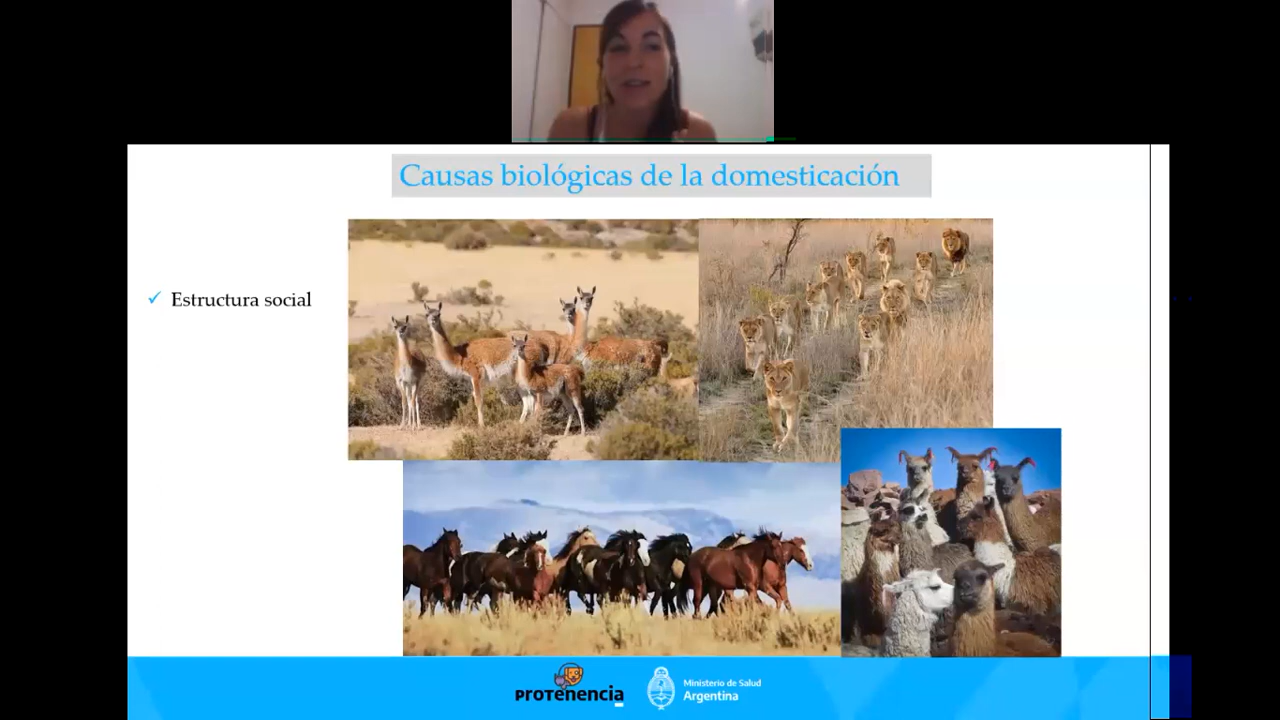 Causas biológicas de la domesticación
✓ Estructura social
PROTENENCIA
Ministerio de Salud
Argentina